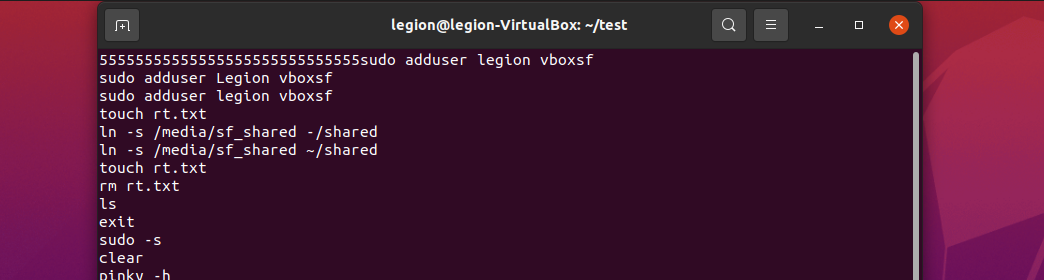 legion@legion-VirtualBox: ~/test
555555555555555555555555555555sudo adduser legion vboxsf
sudo adduser Legion vboxsf
sudo adduser legion vboxsf
touch rt.txt
ln -s /media/sf_shared -/shared
ln -s /media/sf_shared ~/shared
touch rt.txt
rm rt.txt
ls
exit
sudo -s
clear
pinky -h